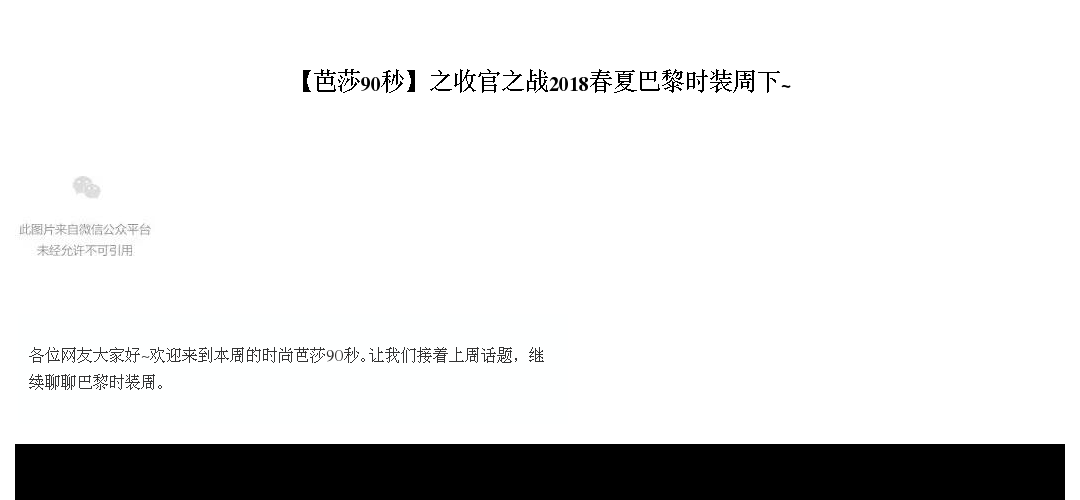 【芭莎90秒】之收官之战2018春夏巴黎时装周下~
此图片来自微信公众平台
未经允许不可引用
各位网友大家好~欢迎来到本周的时尚芭莎90秒。让我们接着上周话题，继
续聊聊巴黎时装周。